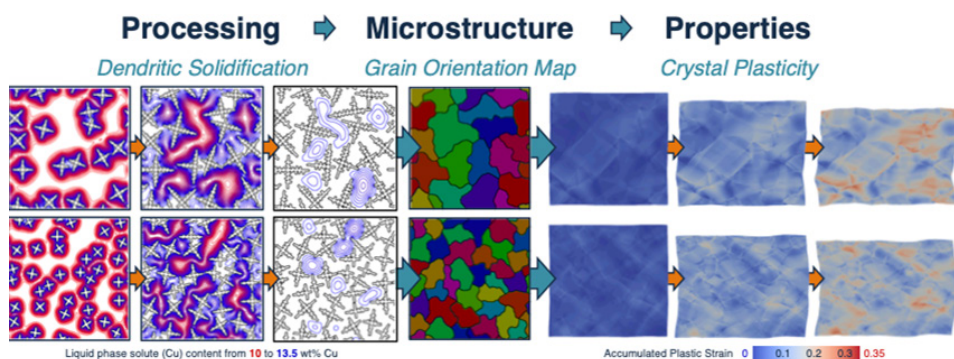 Processing Microstructure Properties
Dendritic Solidification Grain Orientation Map Crystal Plasticity
Liquid phase solute (Cu) content from 10 to 13.5 wt% Cu Accumulated Plastic Strain 0 0.1 0.2 0.3 0.35